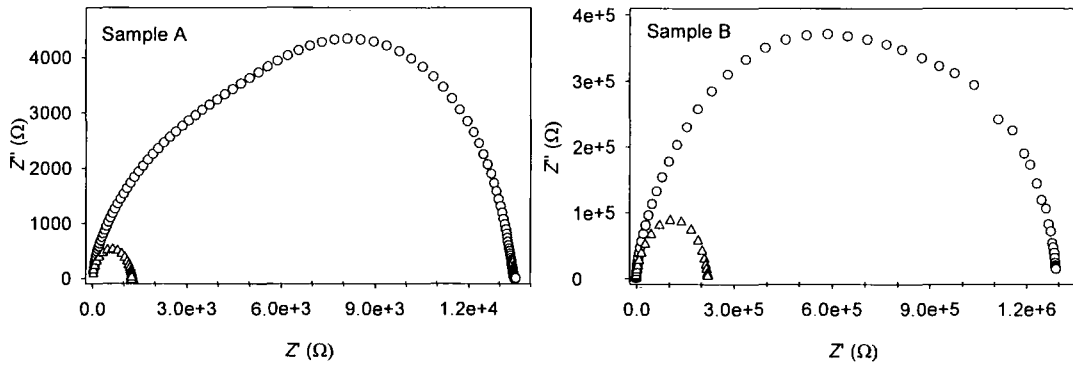 Sample A
4000
3000
2000
1000
0
Z'' (Ω)
0.0 3.0e+3 6.0e+3 9.0e+3 1.2e+4
Z' (Ω)
Sample B
4e+5
3e+5
2e+5
1e+5
0
Z'' (Ω)
0.0 3.0e+5 6.0e+5 9.0e+5 1.2e+6
Z' (Ω)